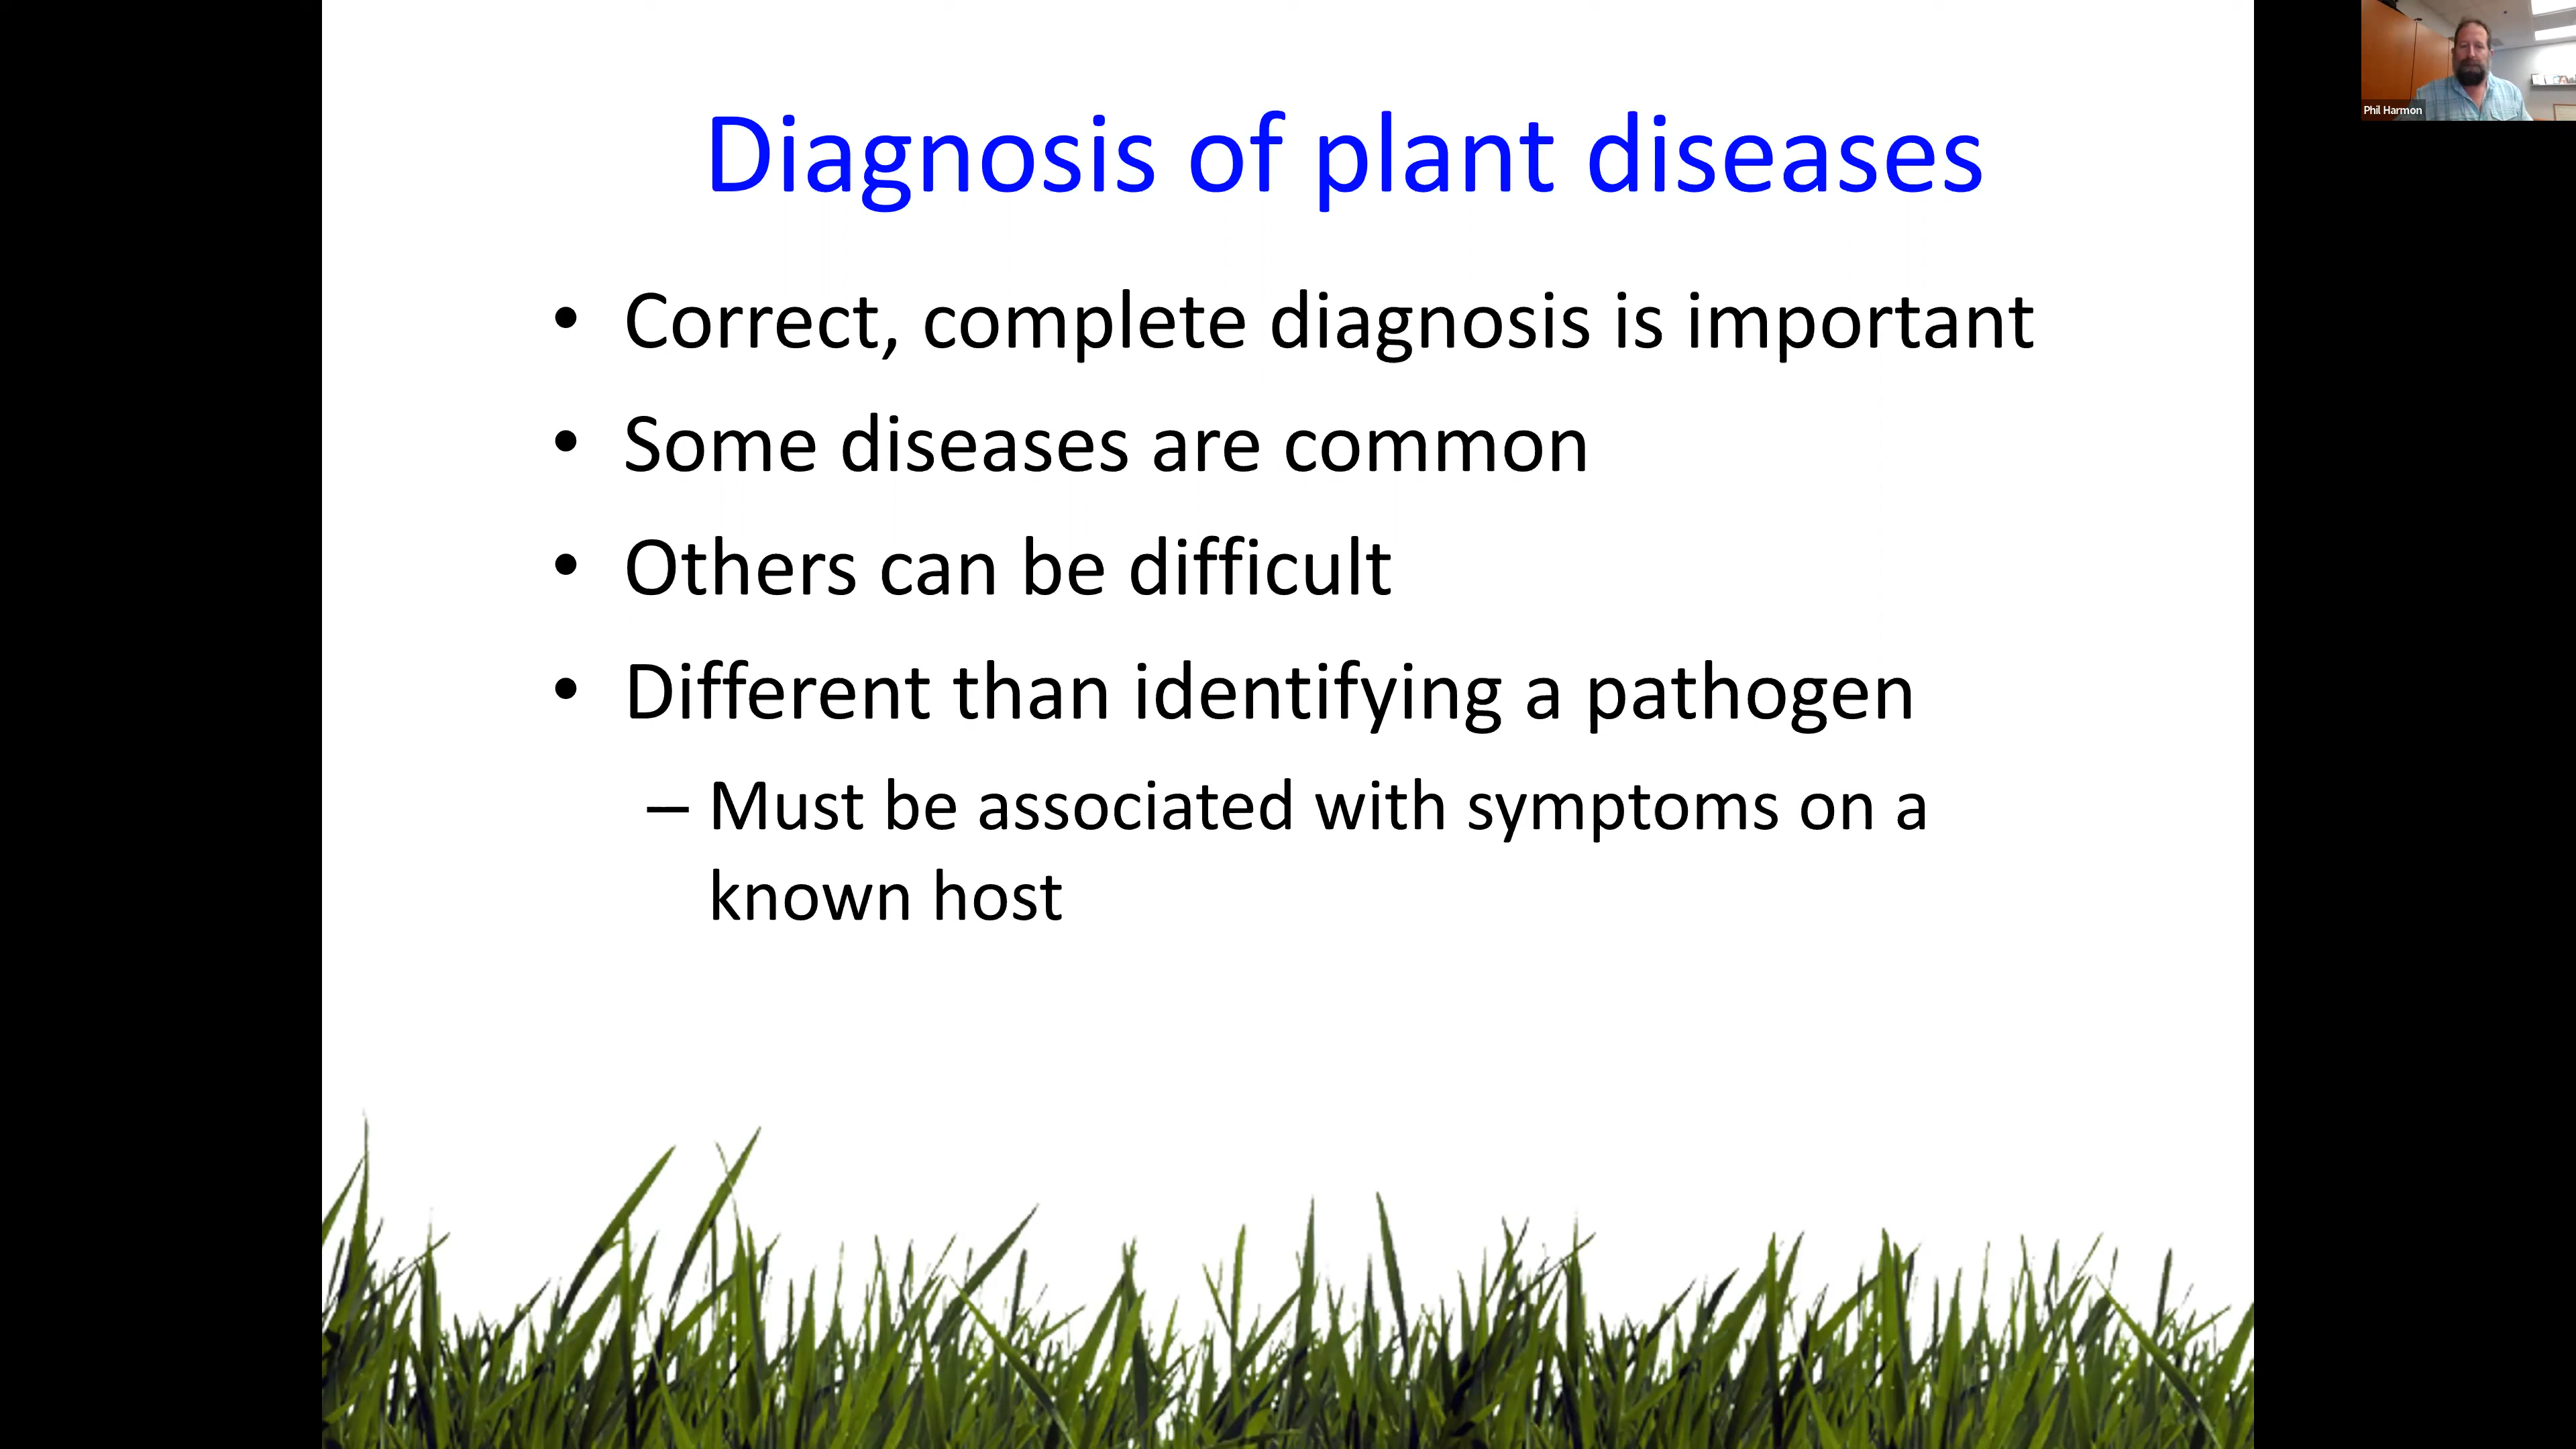 Diagnosis of plant diseases
• Correct, complete diagnosis is important
• Some diseases are common
• Others can be difficult
• Different than identifying a pathogen
– Must be associated with symptoms on a
known host
Phil Harmon